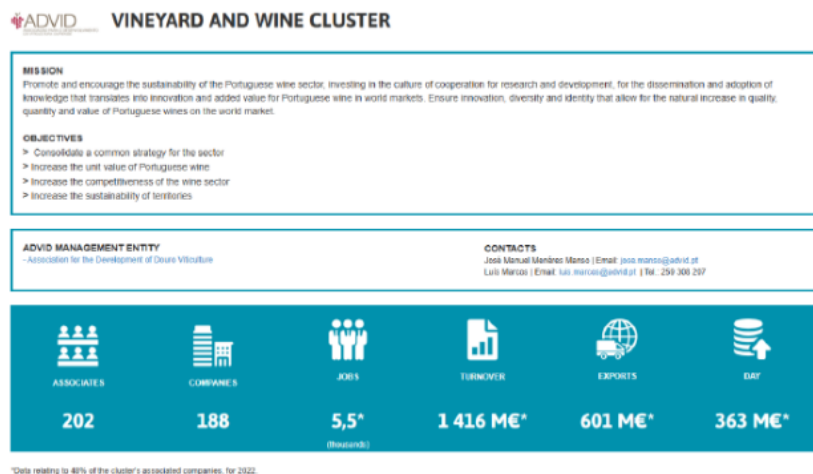 ADVID
VINEYARD AND WINE CLUSTER
MISSION
Promote and encourage the sustainability of the Portuguese wine sector, investing in the culture of cooperation for research and development, for the dissemination and adoption of
knowledge that translates into innovation and added value for Portuguese wine in world markets. Ensure innovation, diversity and identity that allow for the natural increase in quality,
quantity and value of Portuguese wines on the world market.
OBJECTIVES
> Consolidate a common strategy for the sector
> Increase the unit value of Portuguese wine
> Increase the competitiveness of the wine sector
> Increase the sustainability of territories
ADVID MANAGEMENT ENTITY
- Association for the Development of Douro Viticulture
CONTACTS
José Manuel Manso | Email: jose.manso@advid.pt
Luís Marcos | Email: luis.marcos@advid.pt | Tel.: 259 308 207
ASSOCIATES
202
COMPANIES
188
JOBS
5,5*
(thousands)
TURNOVER
1 416 M€*
EXPORTS
601 M€*
DAY
363 M€*
*Data relating to 40% of the cluster's associated companies, for 2022.